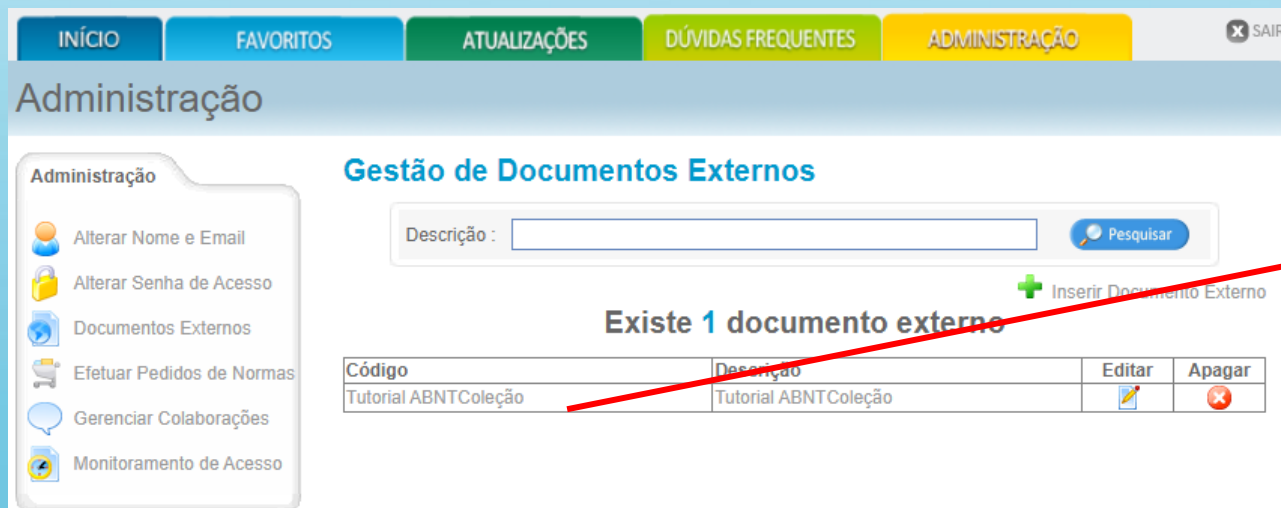 INÍCIO FAVORITOS ATUALIZAÇÕES DÚVIDAS FREQUENTES ADMINISTRAÇÃO X SAIR
Administração
Administração
Alterar Nome e Email
Alterar Senha de Acesso
Documentos Externos
Efetuar Pedidos de Normas
Gerenciar Colaborações
Monitoramento de Acesso
Gestão de Documentos Externos
Descrição : Pesquisar
Inserir Documento Externo
Existe 1 documento externo
Código Descrição Editar Apagar
Tutorial ABNTColeção Tutorial ABNTColeção